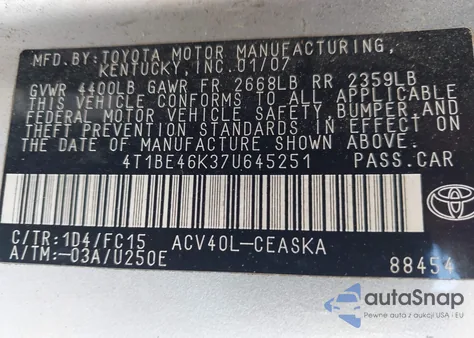 MFD.BY:TOYOTA MOTOR MANUFACTURING,
KENTUCKY,INC.01/07
GVWR 4400LB GAWR FR 2668LB RR 2359LB
THIS VEHICLE CONFORMS TO ALL APPLICABLE
FEDERAL MOTOR VEHICLE SAFETY,BUMPER,AND
THEFT PREVENTION STANDARDS IN EFFECT ON
THE DATE OF MANUFACTURE SHOWN ABOVE.
4T1BE46K37U645251 PASS.CAR
C/TR:1D4/FC15 ACV40L-CEASKA
A/TM:-03A/U250E
88454
autoSnap
Pewne auta z aukcji USA i EU